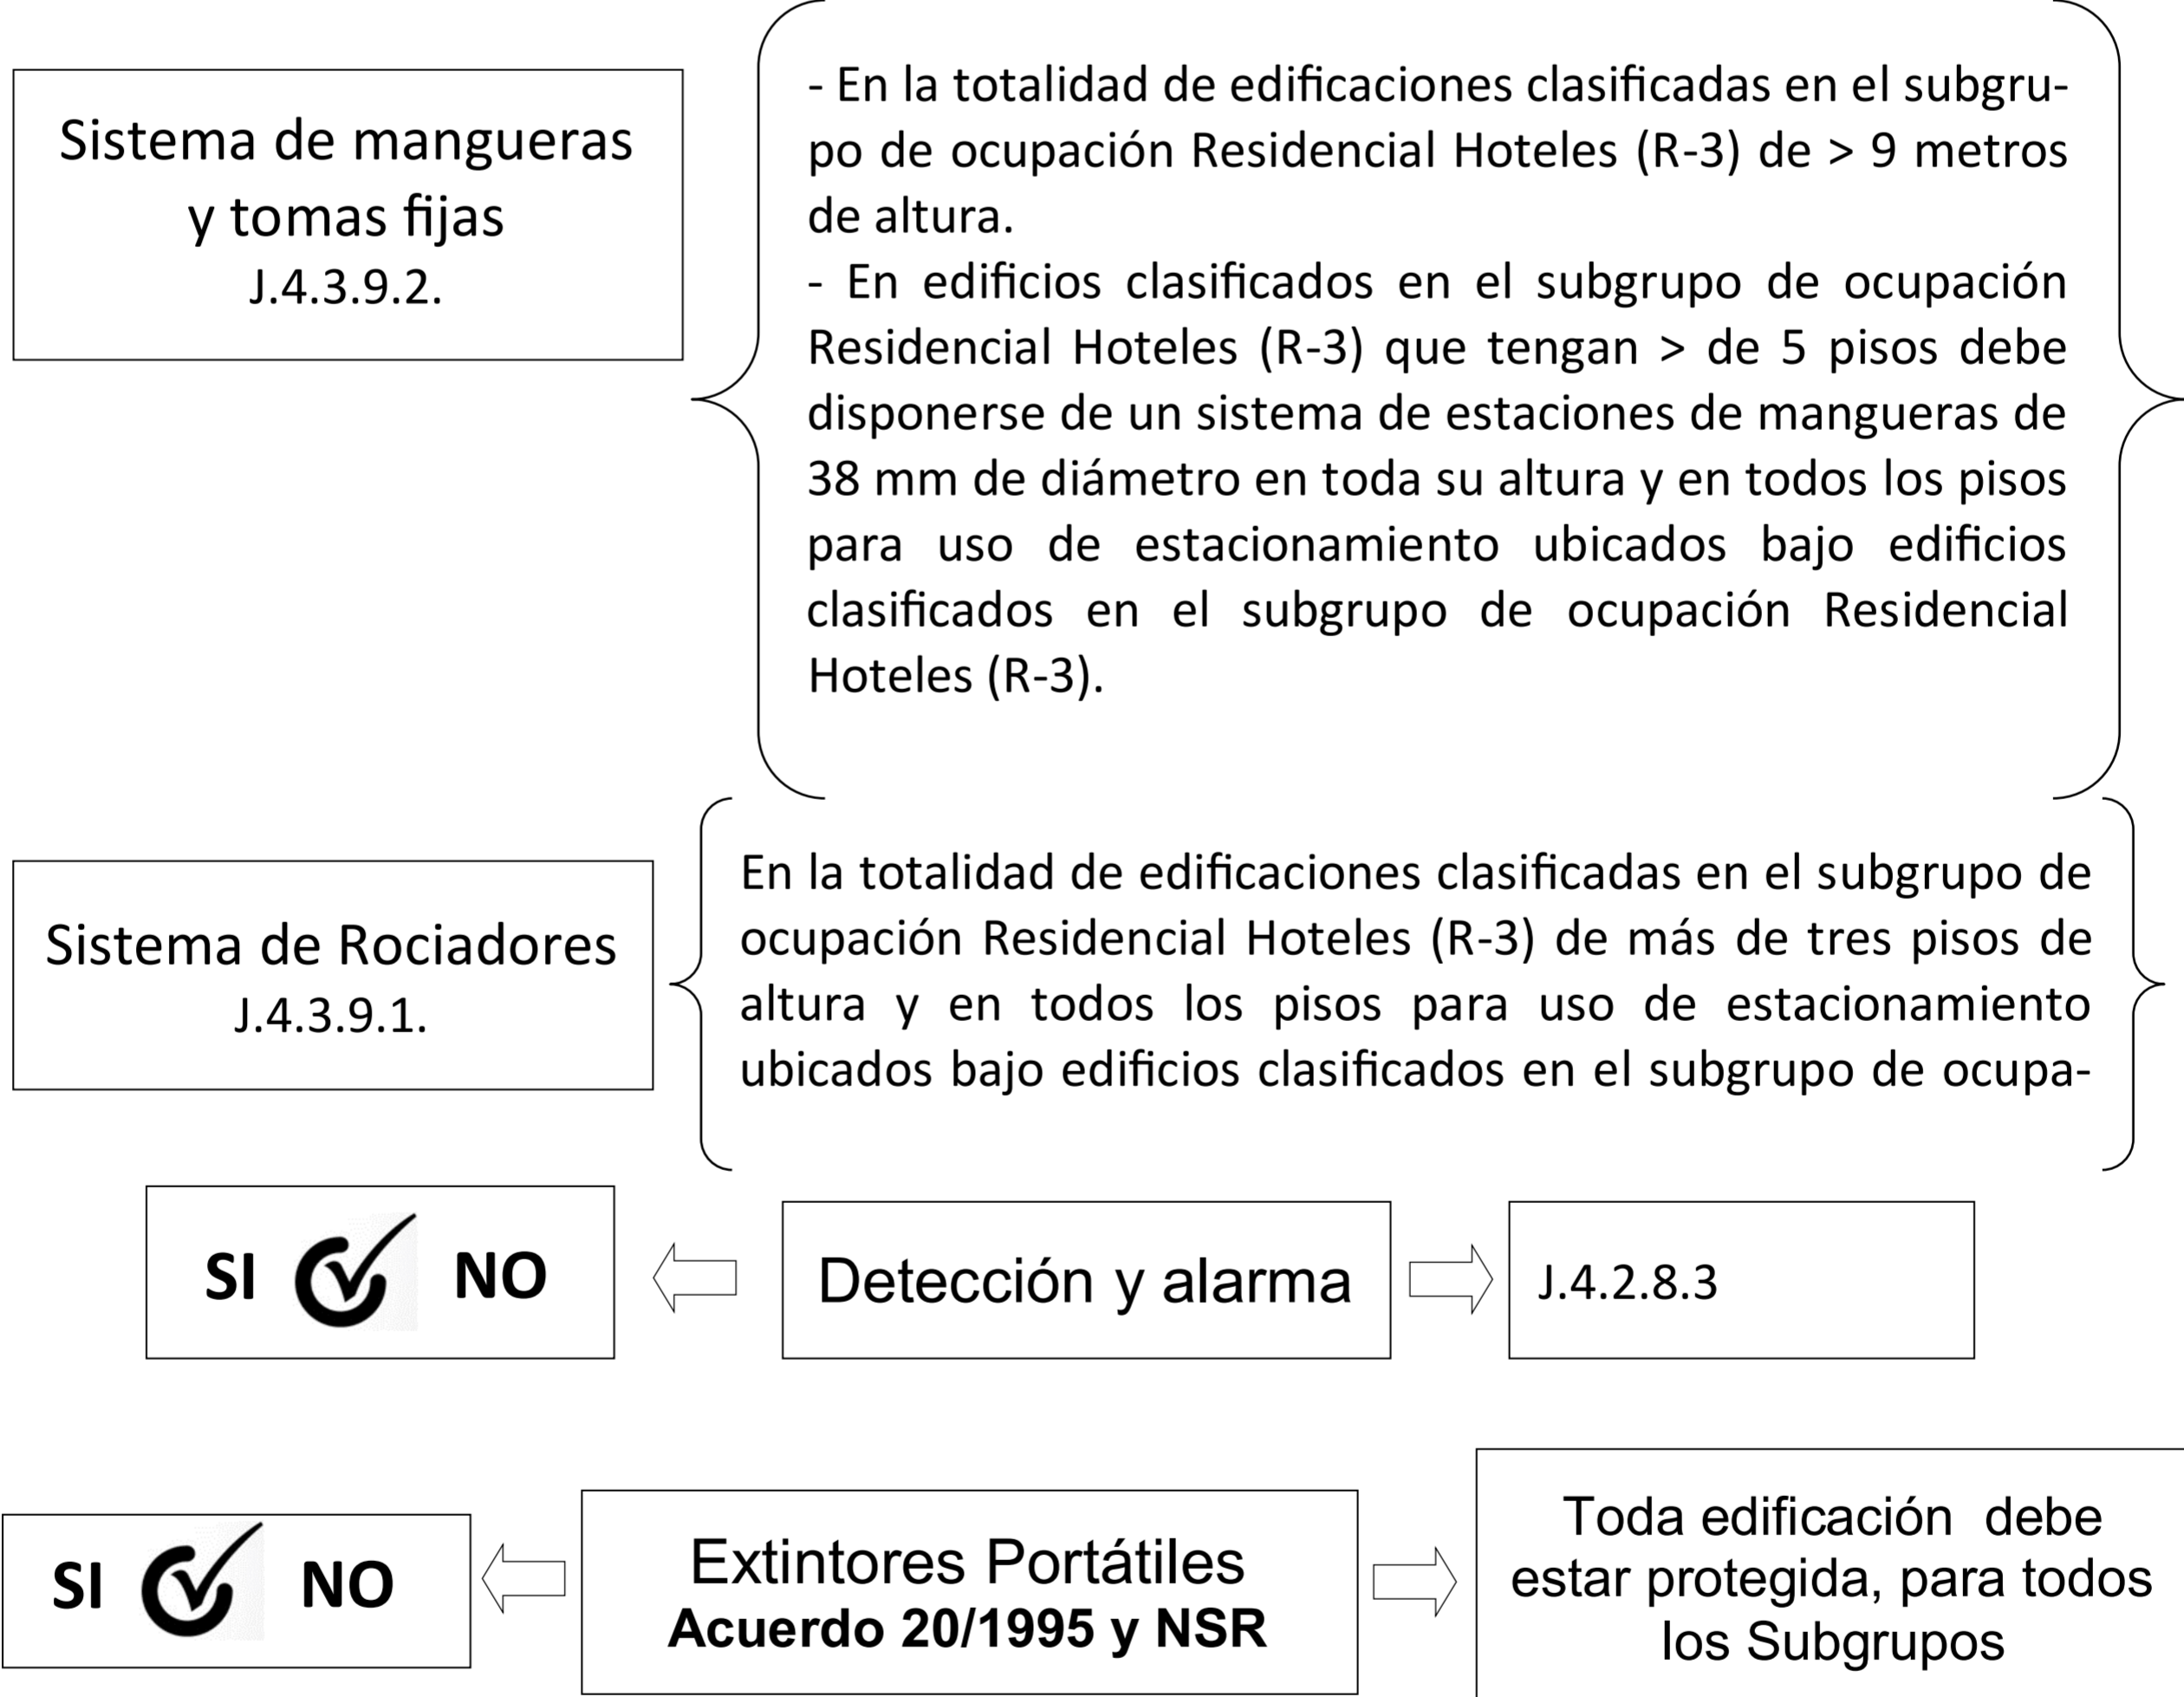 Sistema de mangueras
y tomas fijas
J.4.3.9.2.
- En la totalidad de edificaciones clasificadas en el subgru-
po de ocupación Residencial Hoteles (R-3) de > 9 metros
de altura.
- En edificios clasificados en el subgrupo de ocupación
Residencial Hoteles (R-3) que tengan > de 5 pisos debe
disponerse de un sistema de estaciones de mangueras de
38 mm de diámetro en toda su altura y en todos los pisos
para uso de estacionamiento ubicados bajo edificios
clasificados en el subgrupo de ocupación Residencial
Hoteles (R-3).
Sistema de Rociadores
J.4.3.9.1.
En la totalidad de edificaciones clasificadas en el subgrupo de
ocupación Residencial Hoteles (R-3) de más de tres pisos de
altura y en todos los pisos para uso de estacionamiento
ubicados bajo edificios clasificados en el subgrupo de ocupa-
SI NO
Detección y alarma
J.4.2.8.3
SI NO
Extintores Portátiles
Acuerdo 20/1995 y NSR
Toda edificación debe
estar protegida, para todos
los Subgrupos